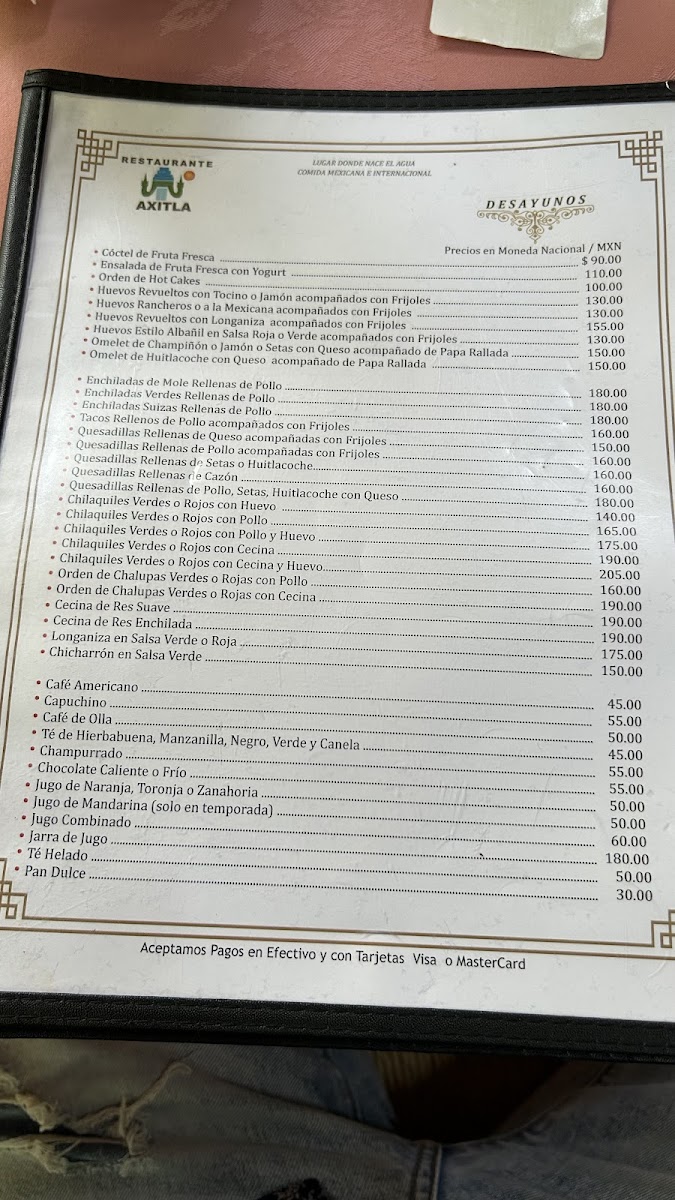 RESTAURANTE
AXITLA
LUGAR DONDE NACE EL AGUA
COMIDA MEXICANA E INTERNACIONAL
DESAYUNOS
Precios en Moneda Nacional / MXN
• Cóctel de Fruta Fresca $ 90.00
• Ensalada de Fruta Fresca con Yogurt 110.00
• Orden de Hot Cakes 100.00
• Huevos Revueltos con Tocino o Jamón acompañados con Frijoles 130.00
• Huevos Rancheros o a la Mexicana acompañados con Frijoles 130.00
• Huevos Revueltos con Longaniza acompañados con Frijoles 155.00
• Huevos Estilo Albañil en Salsa Roja o Verde acompañados con Frijoles 130.00
• Omelet de Champiñón o Jamón o Setas con Queso acompañado de Papa Rallada 150.00
• Omelet de Huitlacoche con Queso acompañado de Papa Rallada 150.00
• Enchiladas de Mole Rellenas de Pollo 180.00
• Enchiladas Verdes Rellenas de Pollo 180.00
• Enchiladas Suizas Rellenas de Pollo 180.00
• Tacos Rellenos de Pollo acompañados con Frijoles 160.00
• Quesadillas Rellenas de Queso acompañadas con Frijoles 150.00
• Quesadillas Rellenas de Pollo acompañadas con Frijoles 160.00
• Quesadillas Rellenas de Setas o Huitlacoche 160.00
• Quesadillas Rellenas de Cazón 160.00
• Quesadillas Rellenas de Pollo, Setas, Huitlacoche con Queso 180.00
• Chilaquiles Verdes o Rojos con Huevo 140.00
• Chilaquiles Verdes o Rojos con Pollo 165.00
• Chilaquiles Verdes o Rojos con Pollo y Huevo 175.00
• Chilaquiles Verdes o Rojos con Cecina 190.00
• Chilaquiles Verdes o Rojos con Cecina y Huevo 205.00
• Orden de Chalupas Verdes o Rojas con Pollo 160.00
• Orden de Chalupas Verdes o Rojas con Cecina 190.00
• Cecina de Res Suave 190.00
• Cecina de Res Enchilada 190.00
• Longaniza en Salsa Verde o Roja 175.00
• Chicharrón en Salsa Verde 150.00
• Café Americano 45.00
• Capuchino 55.00
• Café de Olla 50.00
• Té de Hierbabuena, Manzanilla, Negro, Verde y Canela 45.00
• Champurrado 55.00
• Chocolate Caliente o Frío 55.00
• Jugo de Naranja, Toronja o Zanahoria 50.00
• Jugo de Mandarina (solo en temporada) 50.00
• Jugo Combinado 60.00
• Jarra de Jugo 180.00
• Té Helado 50.00
• Pan Dulce 30.00
Aceptamos Pagos en Efectivo y con Tarjetas Visa o MasterCard